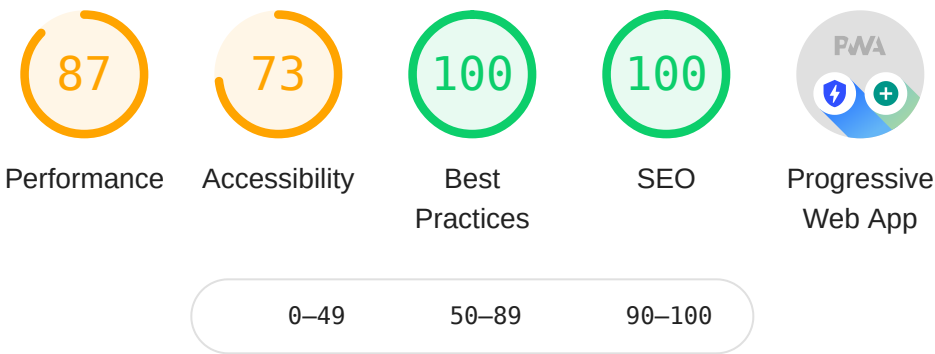 87
73
100
100
PWA
Performance
Accessibility
Best
Practices
SEO
Progressive
Web App
0–49
50–89
90–100